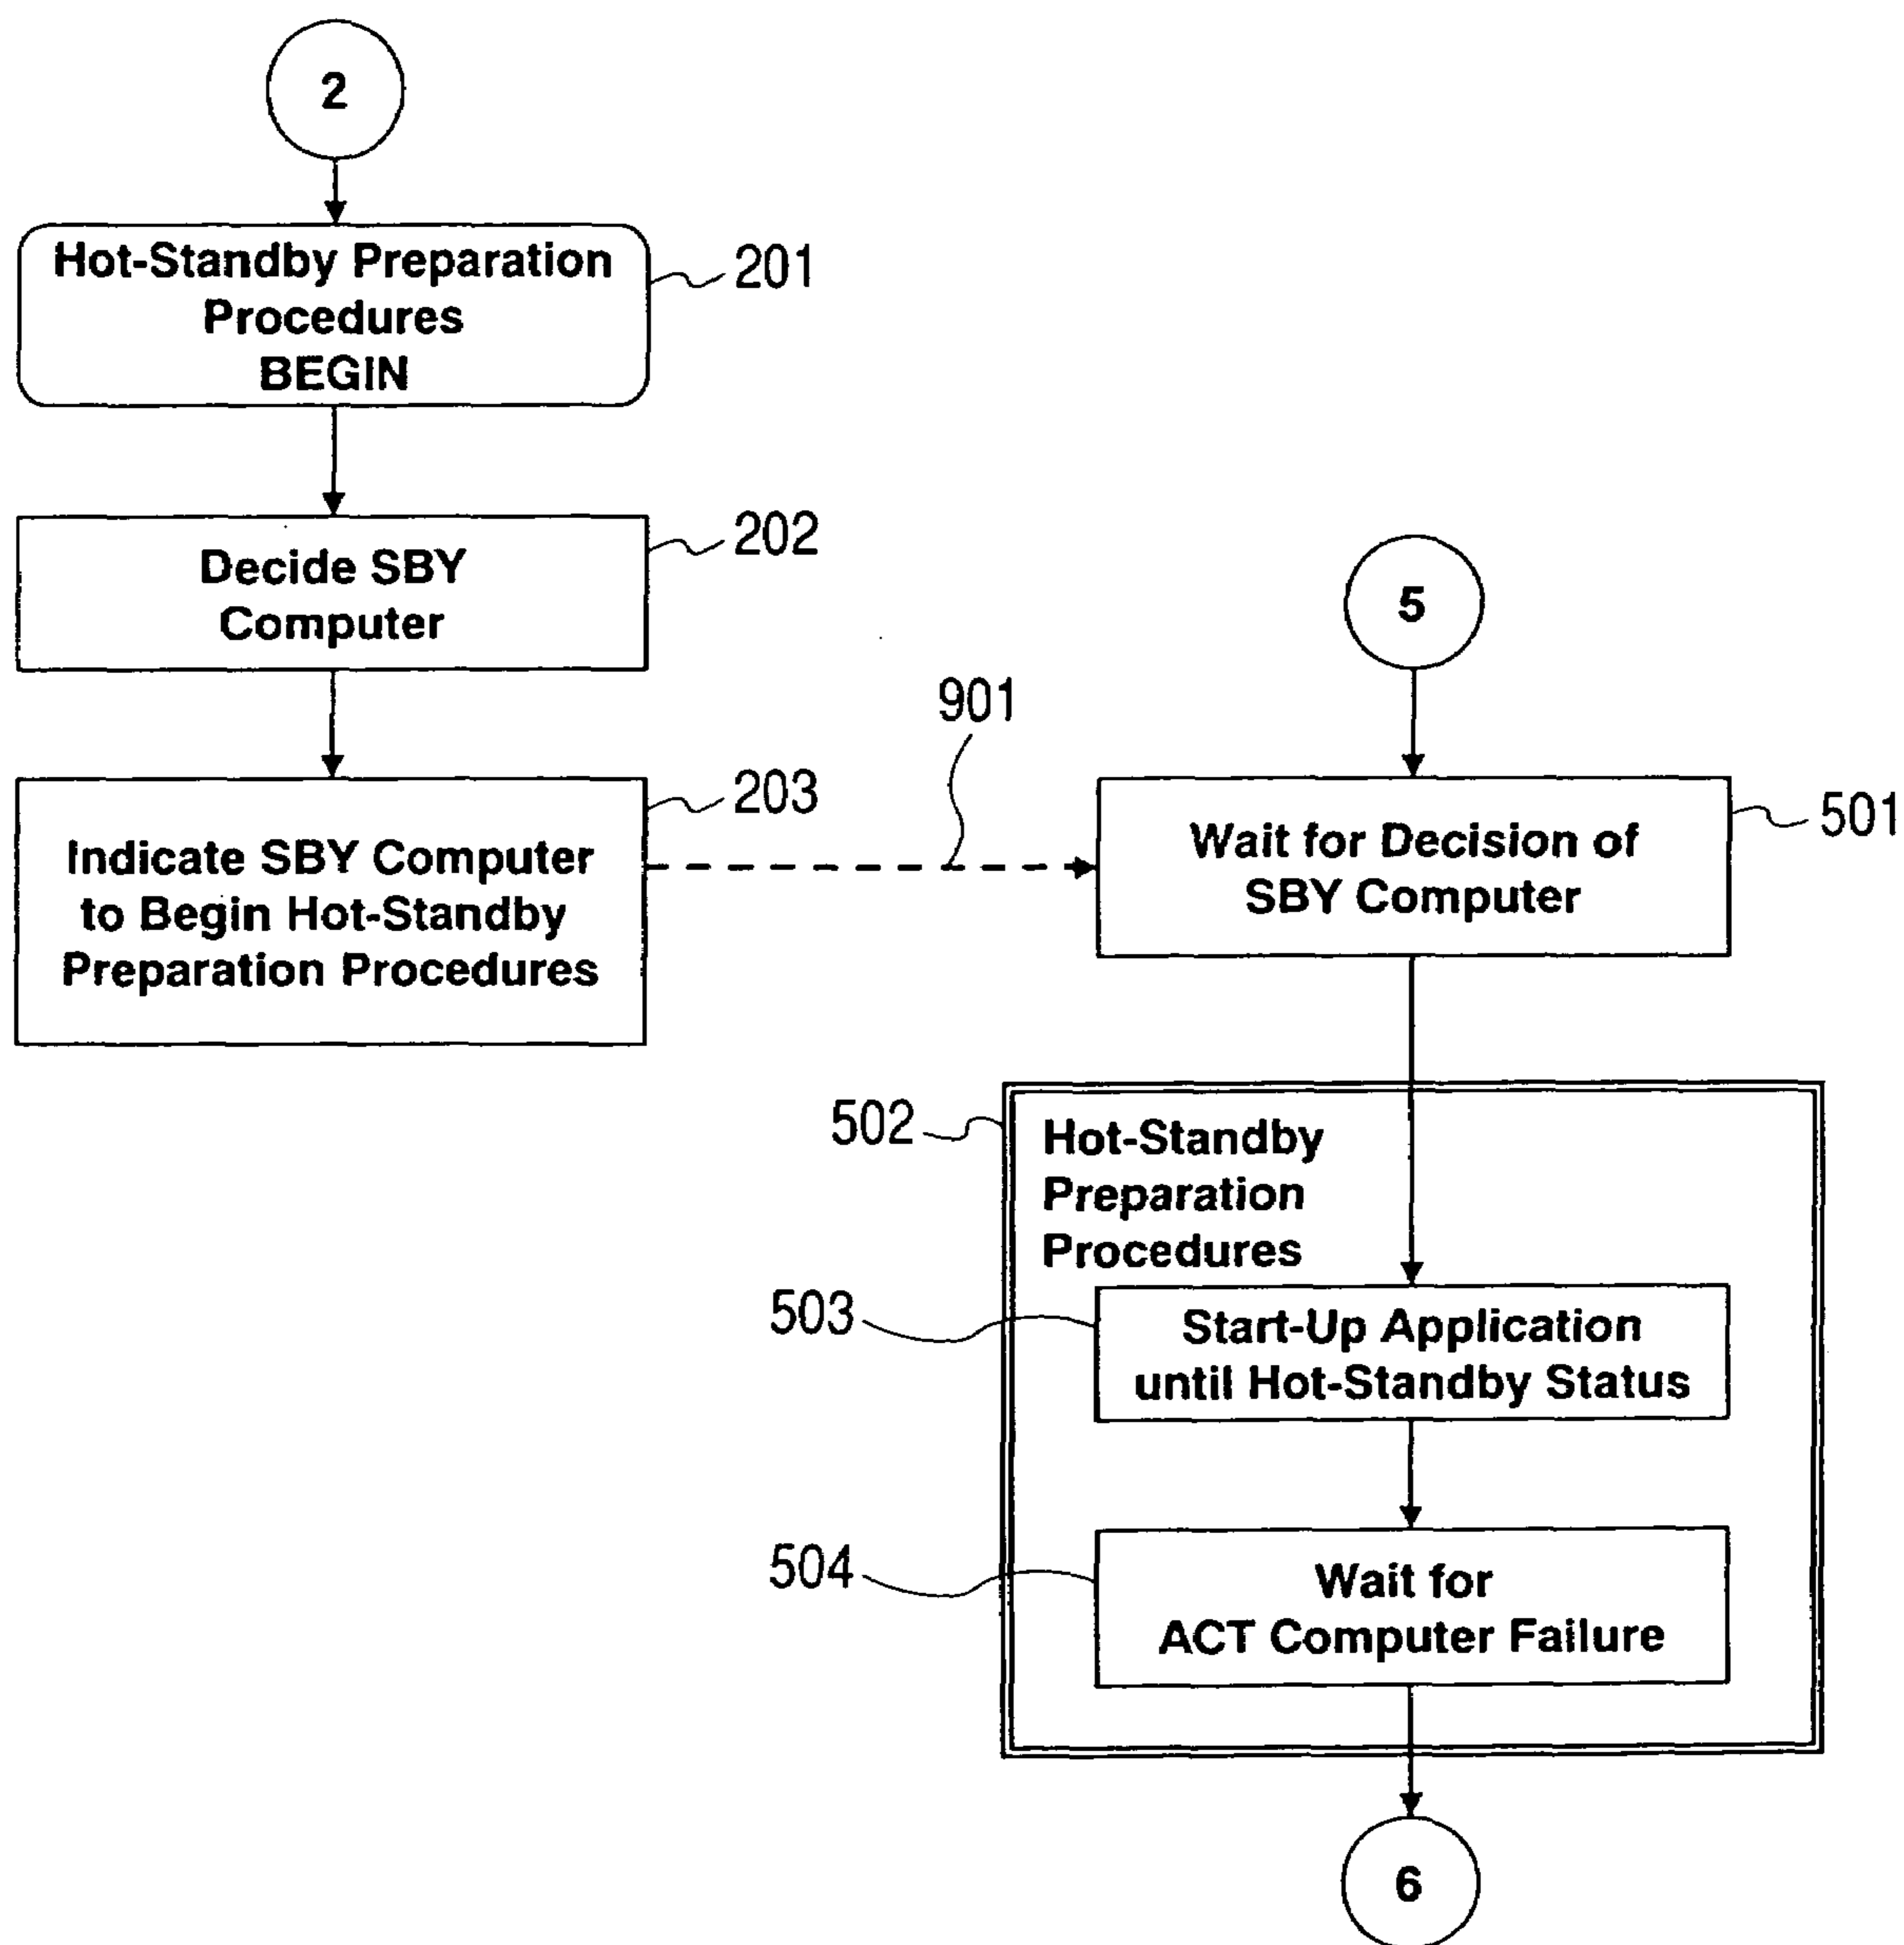 2
Hot-Standby Preparation
Procedures
BEGIN
201
Decide SBY
Computer
202
Indicate SBY Computer
to Begin Hot-Standby
Preparation Procedures
203
901
5
Wait for Decision of
SBY Computer
501
502
Hot-Standby
Preparation
Procedures
503
Start-Up Application
until Hot-Standby Status
504
Wait for
ACT Computer Failure
6